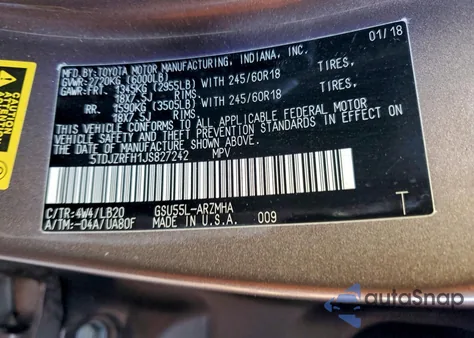 MFD. BY: TOYOTA MOTOR MANUFACTURING, INDIANA, INC. 01/18
GVWR: 2720KG (6000LB)
GAWR:FRT. 1345KG (2955LB) WITH 245/60R18 TIRES,
18X7.5J RIMS
RR. 1590KG (3505LB) WITH 245/60R18 TIRES,
18X7.5J RIMS
THIS VEHICLE CONFORMS TO ALL APPLICABLE FEDERAL MOTOR
VEHICLE SAFETY AND THEFT PREVENTION STANDARDS IN EFFECT ON
THE DATE OF MANUFACTURE SHOWN ABOVE.
5TDJZRFH1JS827242 MPV
C/TR:4W4/LB20 GSU55L-ARZMHA T
A/TM:-04A/UA80F MADE IN U.S.A. 009
CAUTION
autoSnap